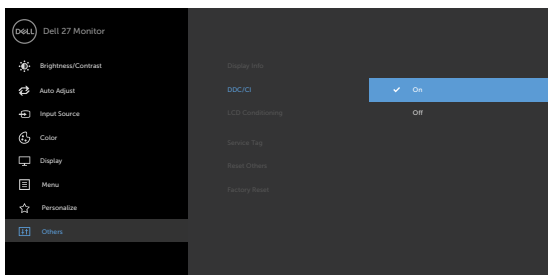 DELL Dell 27 Monitor
Brightness/Contrast
Display Info
Auto Adjust
DDC/CI
On
Input Source
LCD Conditioning
Off
Color
Service Tag
Display
Reset Others
Menu
Factory Reset
Personalize
Others